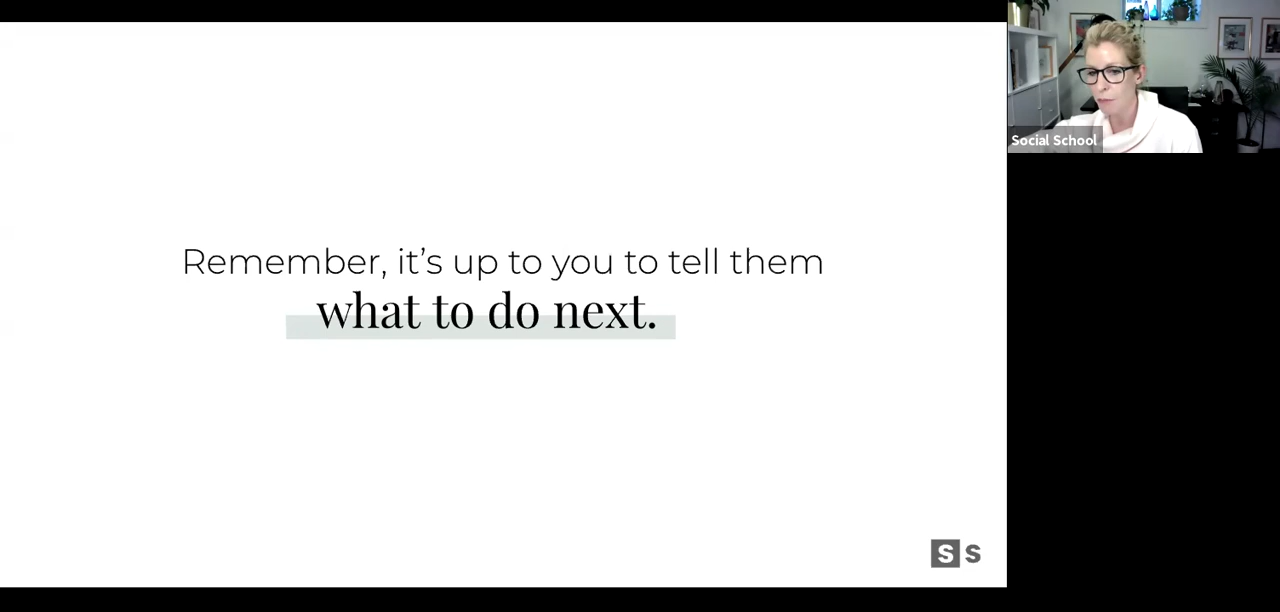 Remember, it's up to you to tell them
what to do next.
Social School
S S